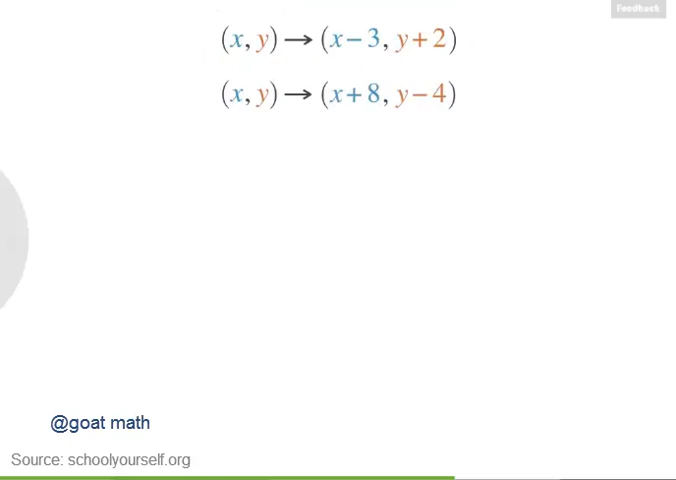 Feedback
(x, y) → (x − 3, y + 2)
(x, y) → (x + 8, y − 4)
@goat math
Source: schoolyourself.org